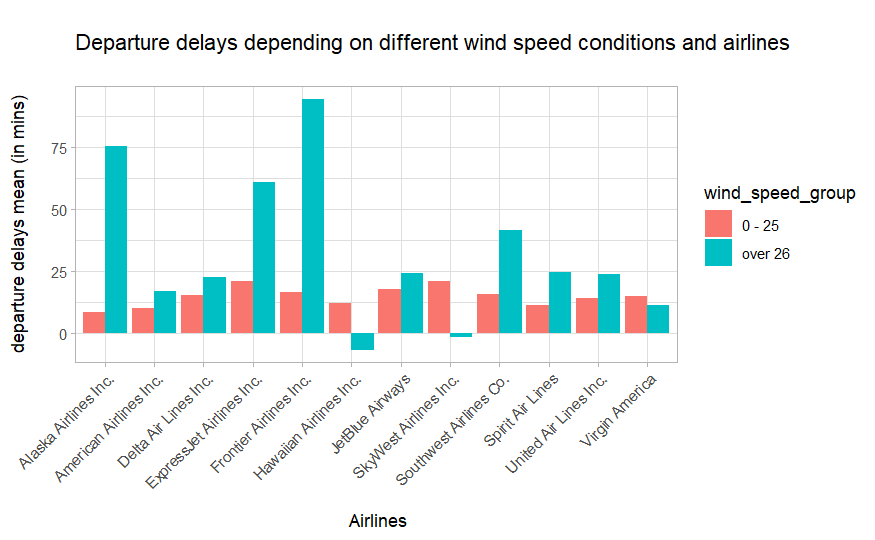 Departure delays depending on different wind speed conditions and airlines
departure delays mean (in mins)
75
50
25
0
Alaska Airlines Inc.
American Airlines Inc.
Delta Air Lines Inc.
ExpressJet Airlines Inc.
Frontier Airlines Inc.
Hawaiian Airlines Inc.
JetBlue Airways
SkyWest Airlines Inc.
Southwest Airlines Co.
Spirit Air Lines
United Air Lines Inc.
Virgin America
Airlines
wind_speed_group
0 - 25
over 26